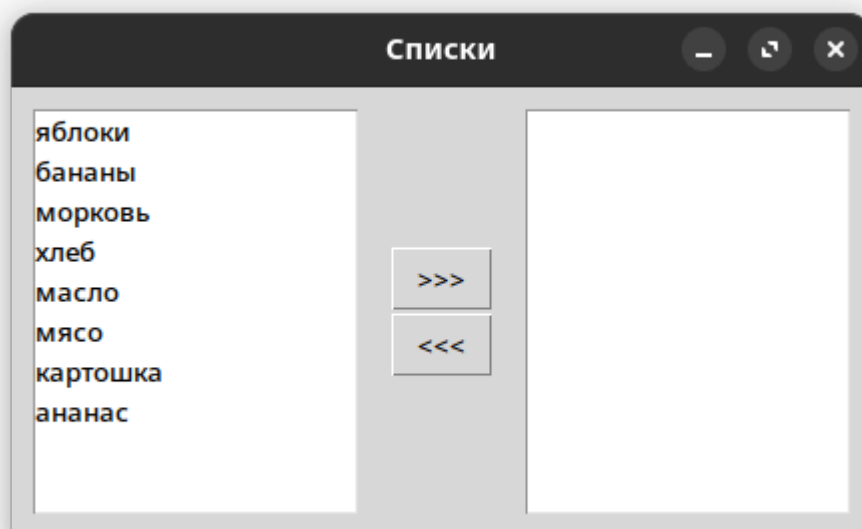 Списки
яблоки
бананы
морковь
хлеб
масло
мясо
картошка
ананас
>>>
<<<